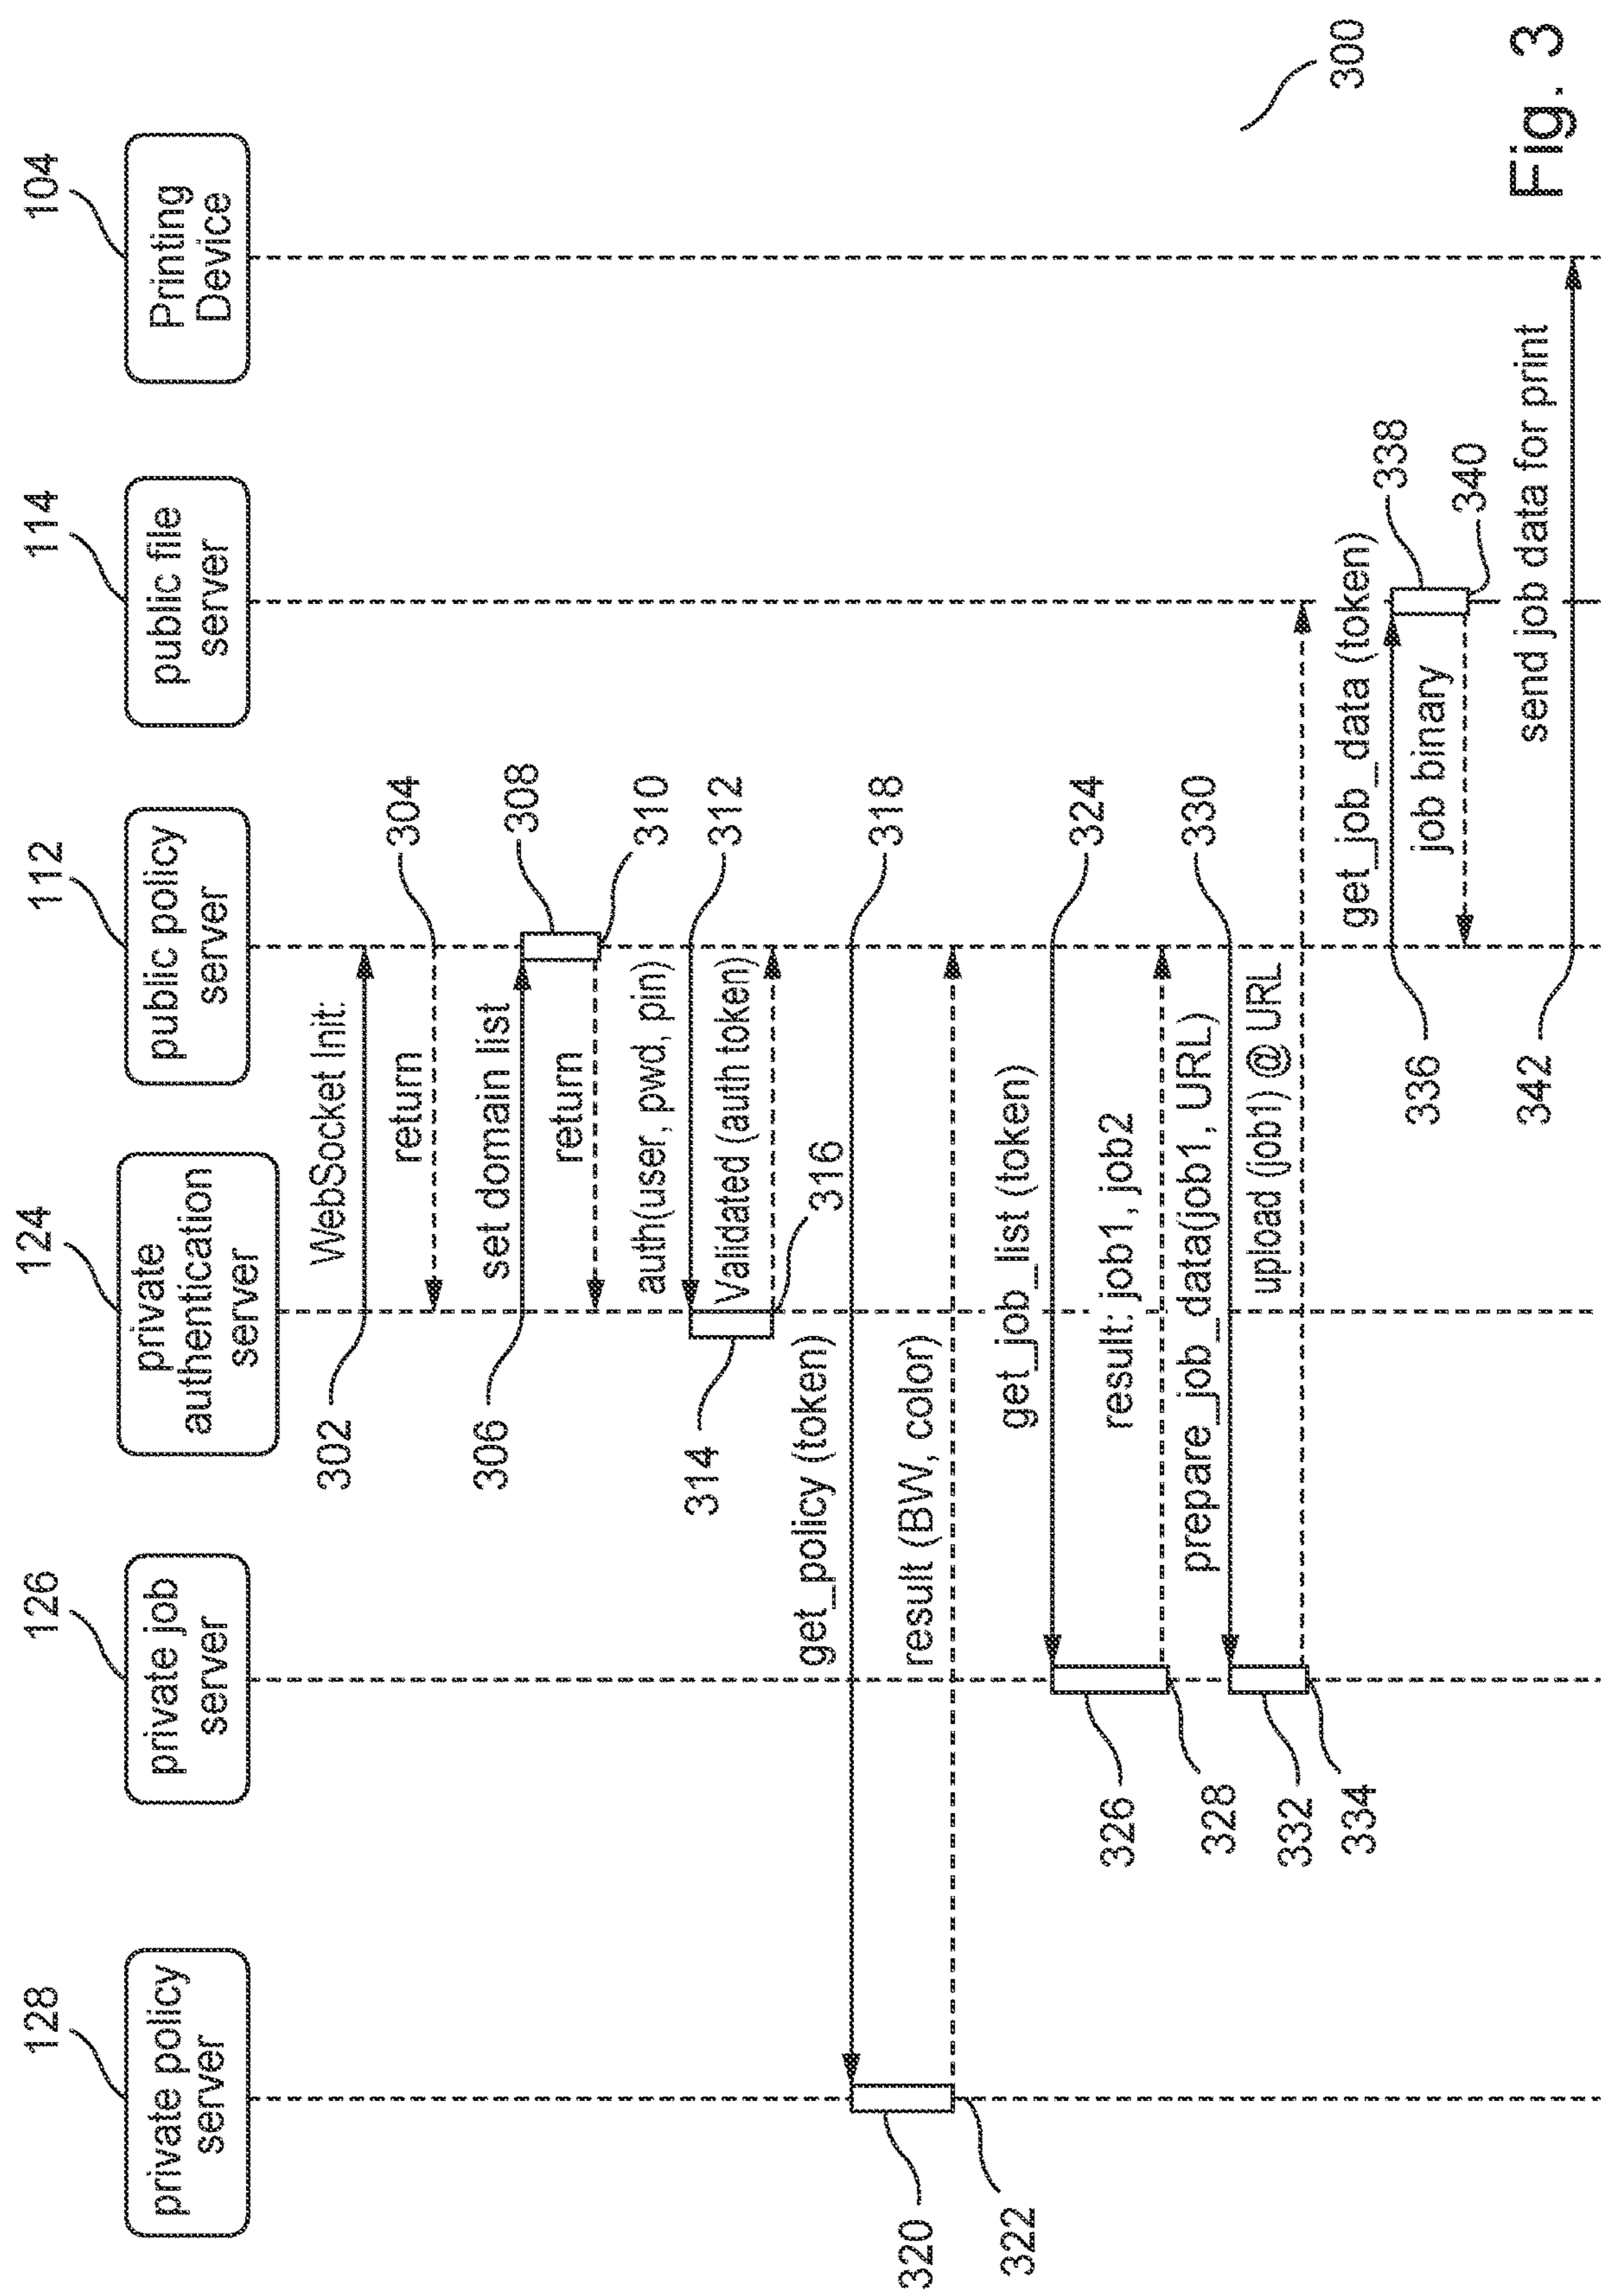 128
private policy
server
126
private job
server
124
private
authentication
server
112
public policy
server
114
public file
server
104
Printing
Device
302
WebSocket Init:
return
304
306
set domain list
308
return
310
auth(user, pwd, pin)
312
314
Validated (auth token)
316
get_policy (token)
318
320
result (BW, color)
322
get_job_list (token)
324
326
result: job1, job2
328
prepare_job_data(job1, URL)
330
332
upload (job1) @ URL
334
get_job_data (token)
336
338
job binary
340
send job data for print
342
300
Fig. 3